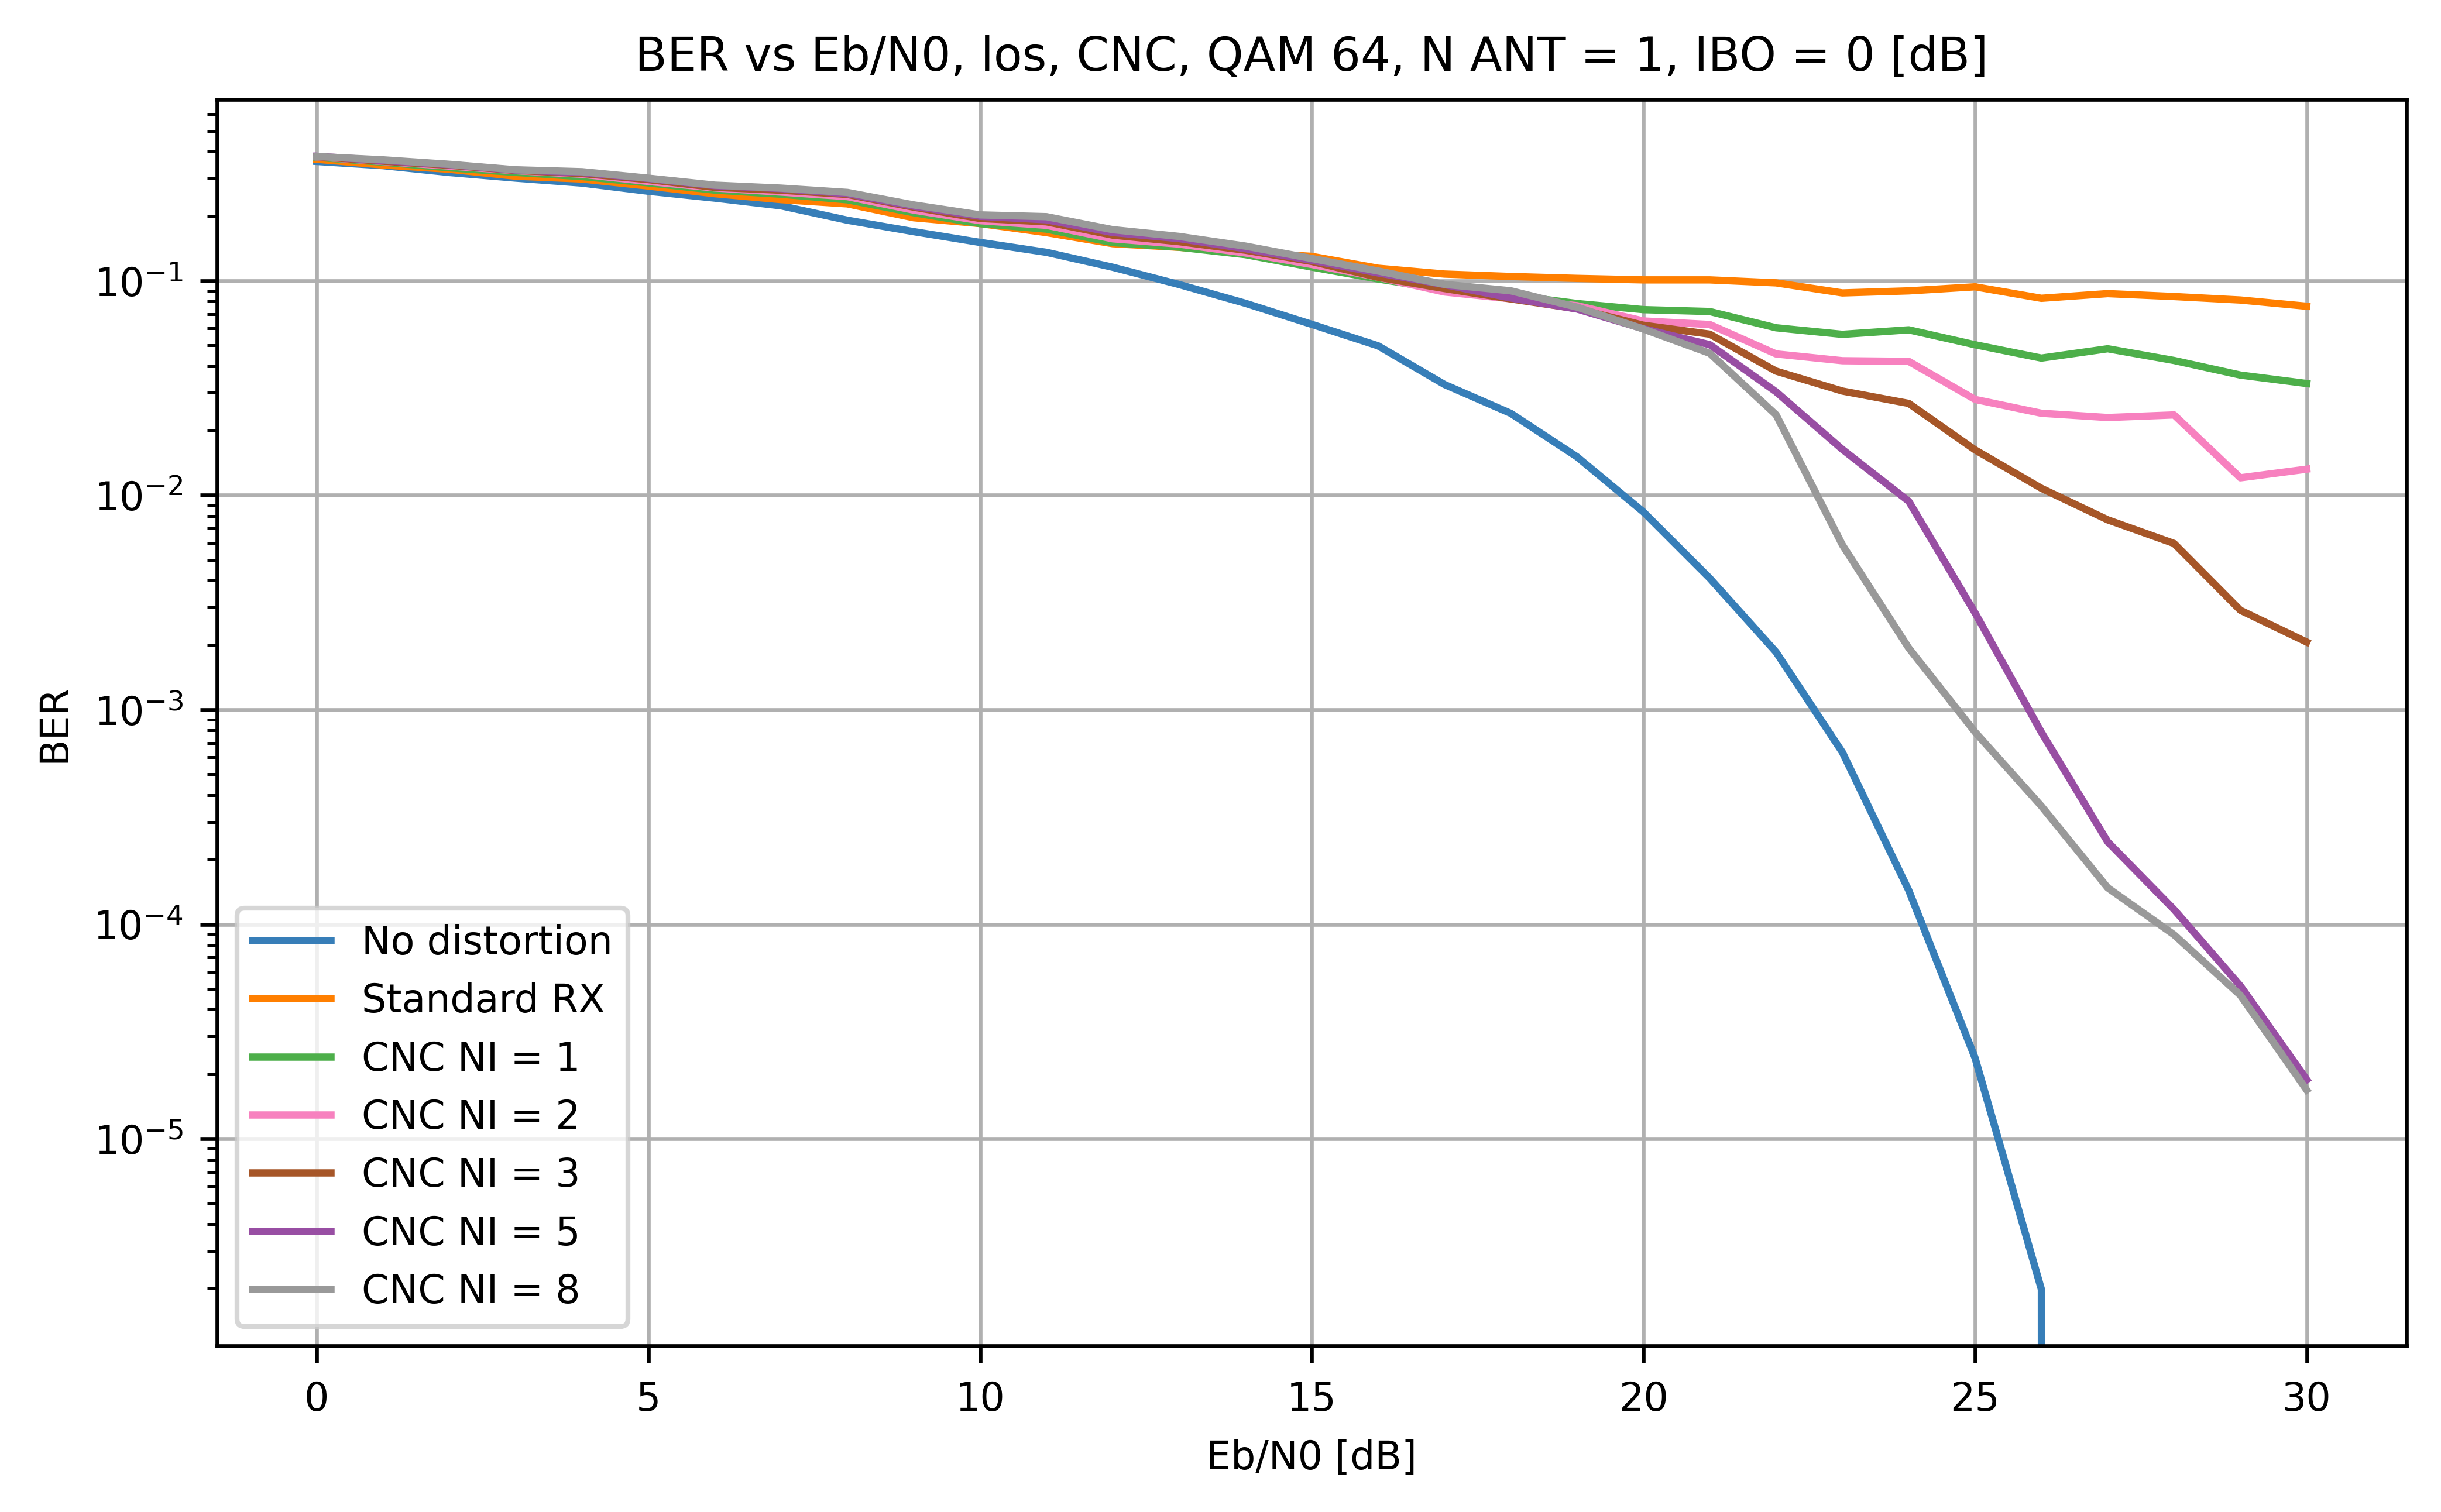 BER vs Eb/N0, los, CNC, QAM 64, N ANT = 1, IBO = 0 [dB]
BER
10⁻¹
10⁻²
10⁻³
10⁻⁴
10⁻⁵
No distortion
Standard RX
CNC NI = 1
CNC NI = 2
CNC NI = 3
CNC NI = 5
CNC NI = 8
0 5 10 15 20 25 30
Eb/N0 [dB]